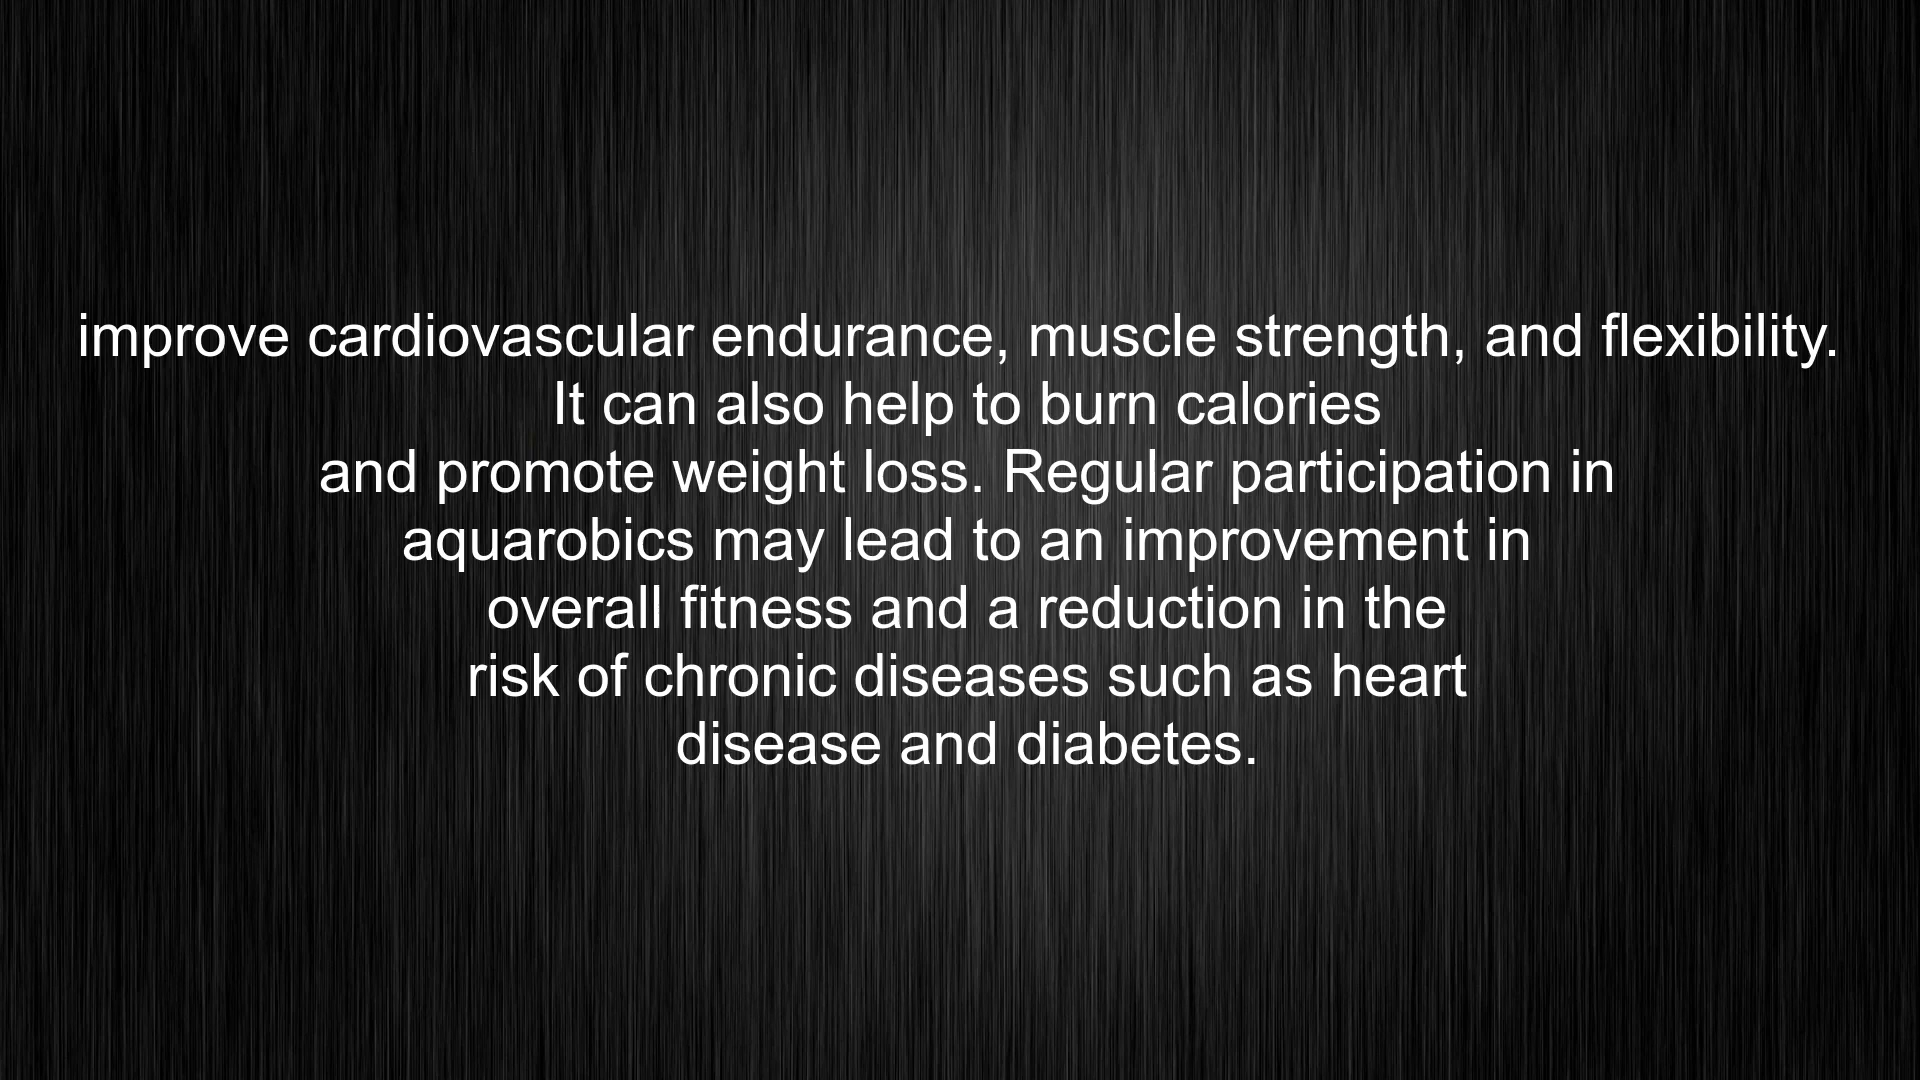 improve cardiovascular endurance, muscle strength, and flexibility.
It can also help to burn calories
and promote weight loss. Regular participation in
aquarobics may lead to an improvement in
overall fitness and a reduction in the
risk of chronic diseases such as heart
disease and diabetes.